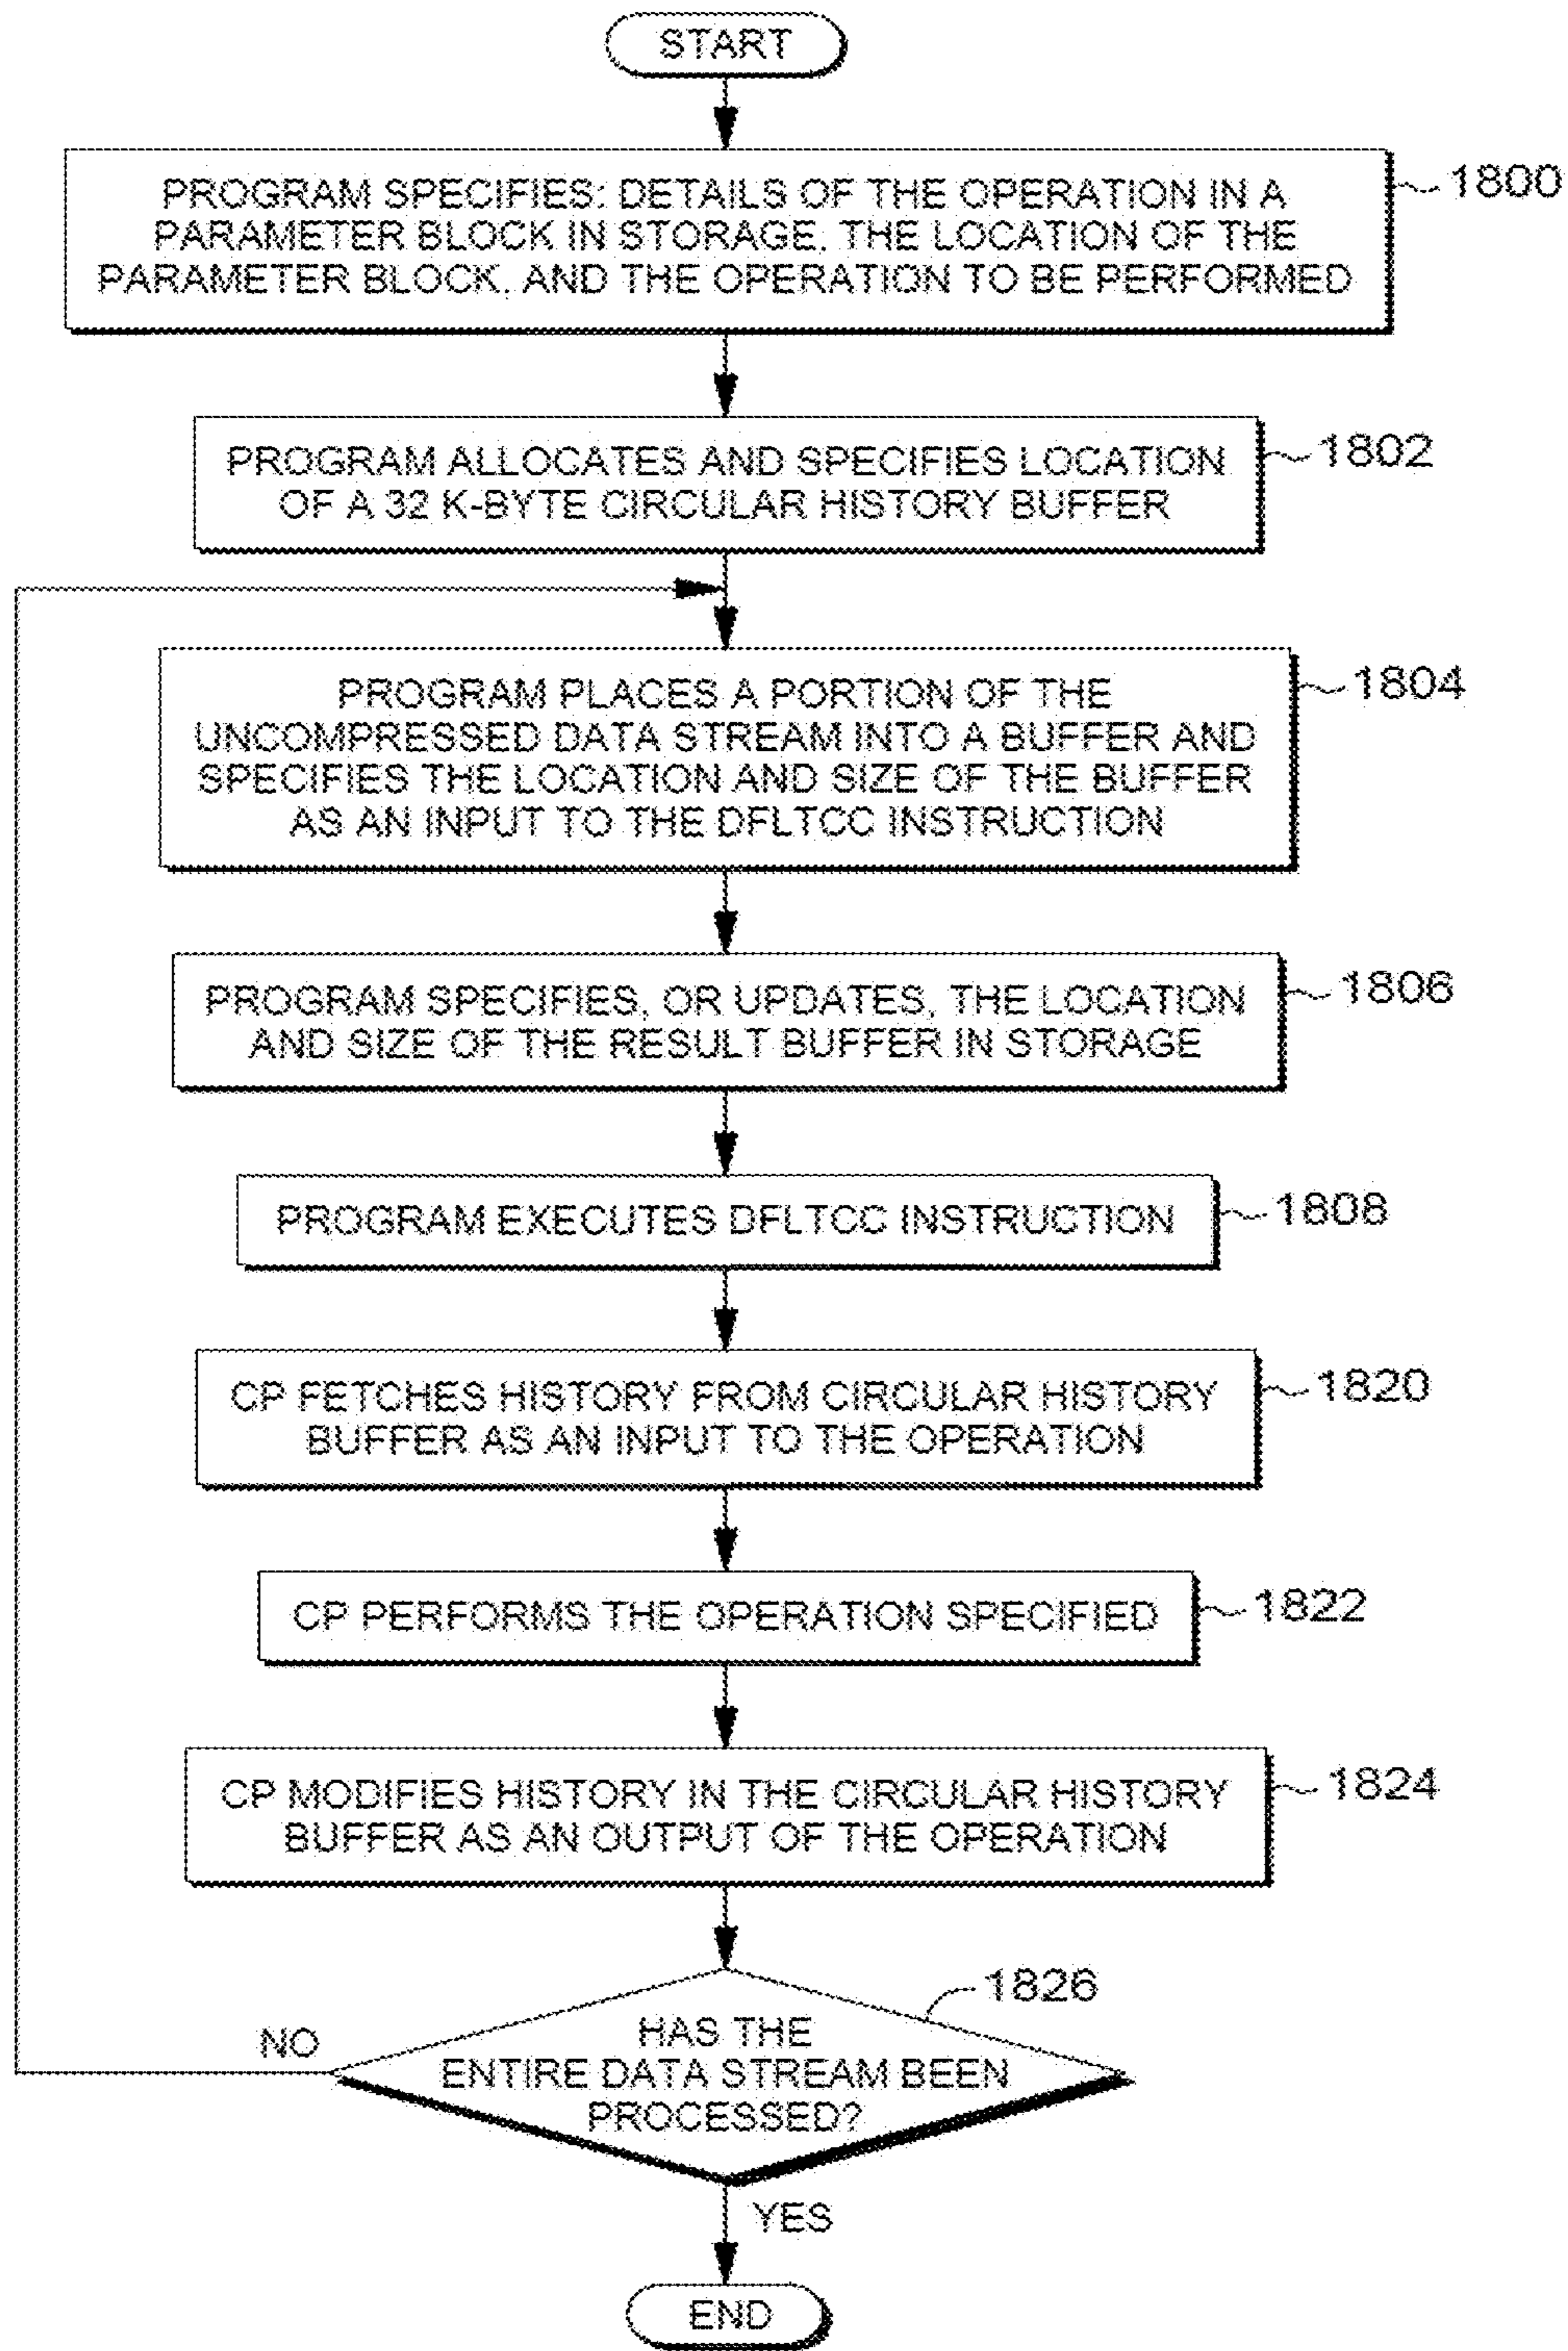 START
PROGRAM SPECIFIES: DETAILS OF THE OPERATION IN A
PARAMETER BLOCK IN STORAGE, THE LOCATION OF THE
PARAMETER BLOCK, AND THE OPERATION TO BE PERFORMED
1800
PROGRAM ALLOCATES AND SPECIFIES LOCATION
OF A 32 K-BYTE CIRCULAR HISTORY BUFFER
1802
PROGRAM PLACES A PORTION OF THE
UNCOMPRESSED DATA STREAM INTO A BUFFER AND
SPECIFIES THE LOCATION AND SIZE OF THE BUFFER
AS AN INPUT TO THE DFLTCC INSTRUCTION
1804
PROGRAM SPECIFIES, OR UPDATES, THE LOCATION
AND SIZE OF THE RESULT BUFFER IN STORAGE
1806
PROGRAM EXECUTES DFLTCC INSTRUCTION
1808
CP FETCHES HISTORY FROM CIRCULAR HISTORY
BUFFER AS AN INPUT TO THE OPERATION
1820
CP PERFORMS THE OPERATION SPECIFIED
1822
CP MODIFIES HISTORY IN THE CIRCULAR HISTORY
BUFFER AS AN OUTPUT OF THE OPERATION
1824
1826
HAS THE
ENTIRE DATA STREAM BEEN
PROCESSED?
NO
YES
END